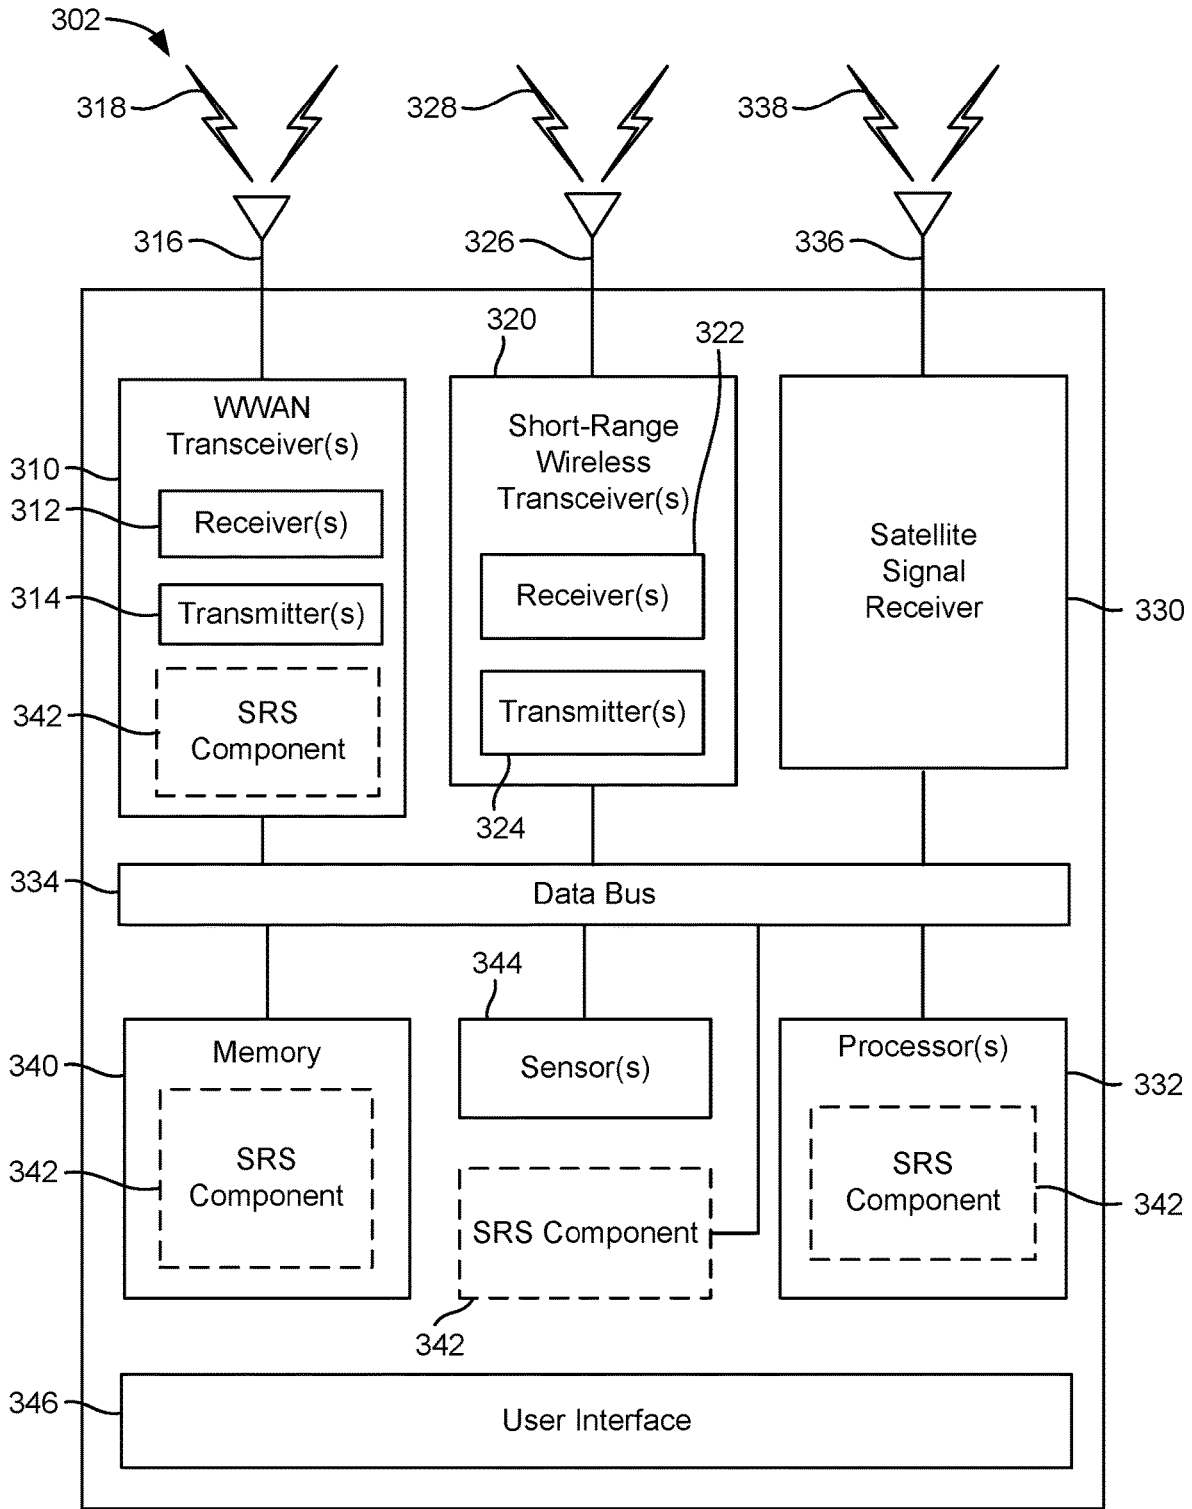 302
318
328
338
316
326
336
320
322
WWAN
Transceiver(s)
Short-Range
Wireless
Transceiver(s)
310
312
Receiver(s)
Satellite
Signal
Receiver
314
Transmitter(s)
Receiver(s)
330
342
SRS
Component
Transmitter(s)
324
334
Data Bus
344
340
Memory
Sensor(s)
Processor(s)
332
342
SRS
Component
SRS Component
SRS
Component
342
342
346
User Interface